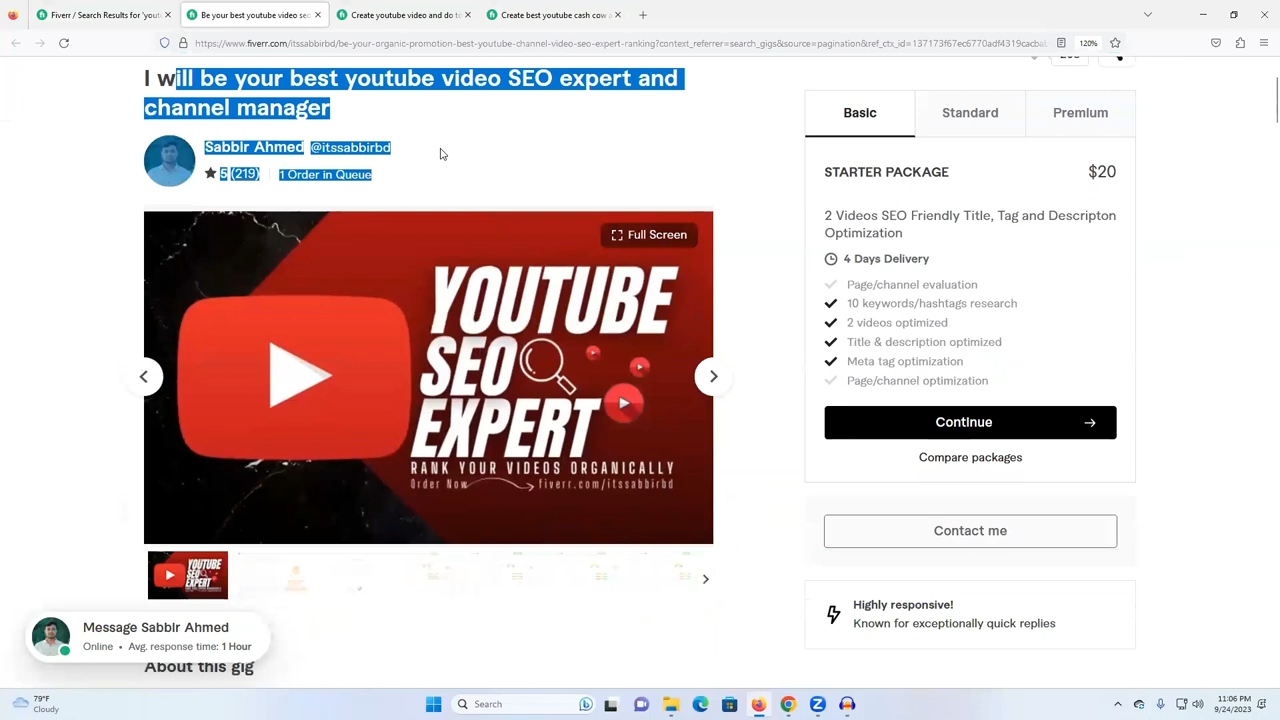 Fiverr / Search Results for 'yout
Be your best youtube video seo
Create youtube video and do to
Create best youtube cash cow a
https://www.fiverr.com/itssabbirbd/be-your-organic-promotion-best-youtube-channel-video-seo-expert-ranking?context_referrer=search_gigs&source=pagination&ref_ctx_id=137173f67ec6770adf4319cacba
120%
I will be your best youtube video SEO expert and
channel manager
Sabbir Ahmed @itssabbirbd
5 (219) 1 Order in Queue
Full Screen
YOUTUBE
SEO
EXPERT
RANK YOUR VIDEOS ORGANICALLY
Order Now fiverr.com/itssabbirbd
YOUTUBE
SEO
EXPERT
Message Sabbir Ahmed
Online • Avg. response time: 1 Hour
About this gig
Basic Standard Premium
STARTER PACKAGE $20
2 Videos SEO Friendly Title, Tag and Descripton
Optimization
4 Days Delivery
Page/channel evaluation
10 keywords/hashtags research
2 videos optimized
Title & description optimized
Meta tag optimization
Page/channel optimization
Continue
Compare packages
Contact me
Highly responsive!
Known for exceptionally quick replies
79°F
Cloudy
Search
11:06 PM
9/24/2023